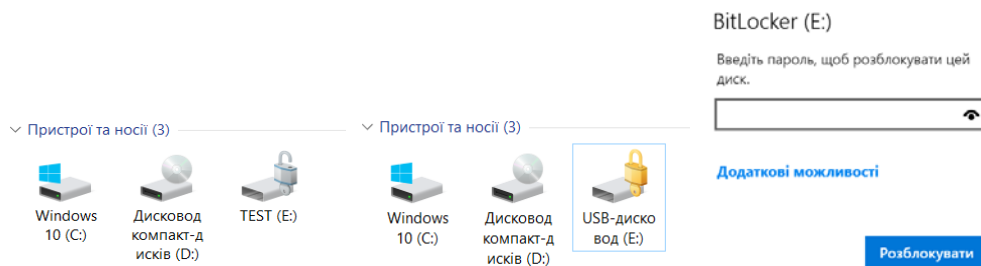 Пристрої та носії (3)
Windows
10 (C:)
Дисковод
компакт-д
исків (D:)
TEST (E:)
Пристрої та носії (3)
Windows
10 (C:)
Дисковод
компакт-д
исків (D:)
USB-диско
вод (E:)
BitLocker (E:)
Введіть пароль, щоб розблокувати цей
диск.
Додаткові можливості
Розблокувати